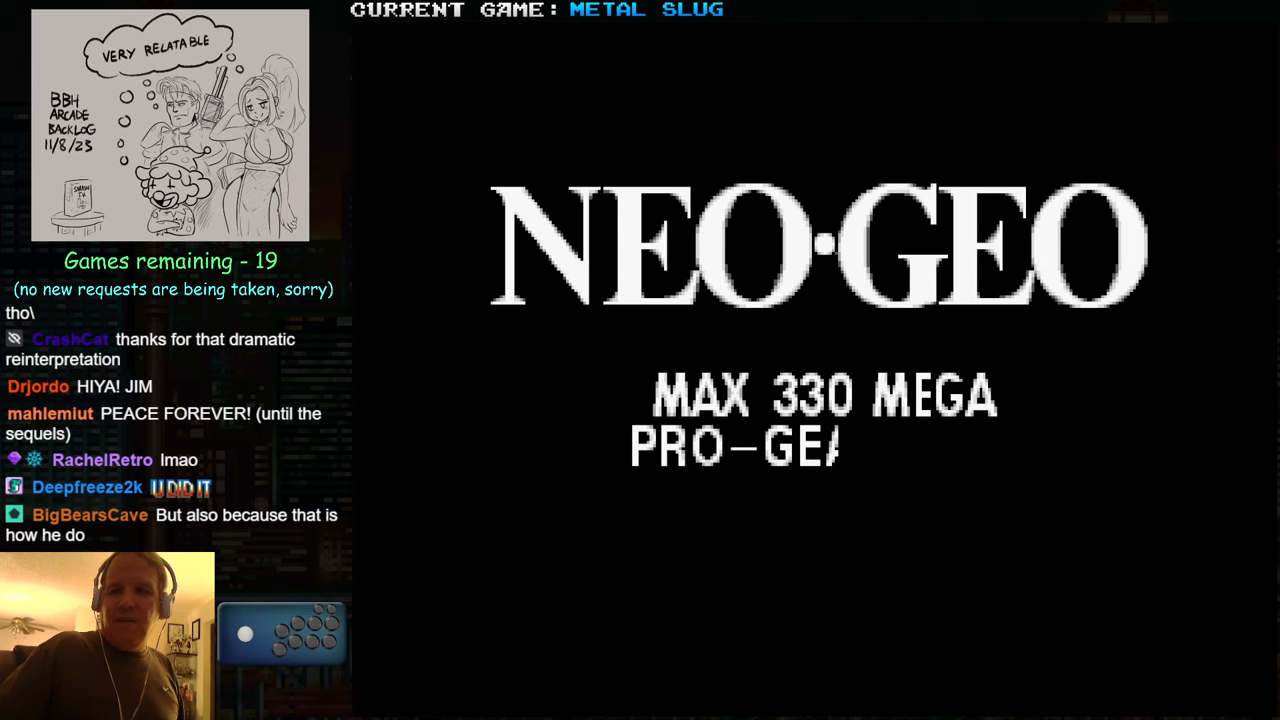 CURRENT GAME: METAL SLUG
VERY RELATABLE
BBH
ARCADE
BACKLOG
11/8/23
SMASH
TV
Games remaining - 19
(no new requests are being taken, sorry)
tho\
CrashCat thanks for that dramatic
reinterpretation
Drjordo HIYA! JIM
mahlemiut PEACE FOREVER! (until the
sequels)
RachelRetro lmao
Deepfreeze2k U DID IT
BigBearsCave But also because that is
how he do
NEO·GEO
MAX 330 MEGA
PRO-GEA